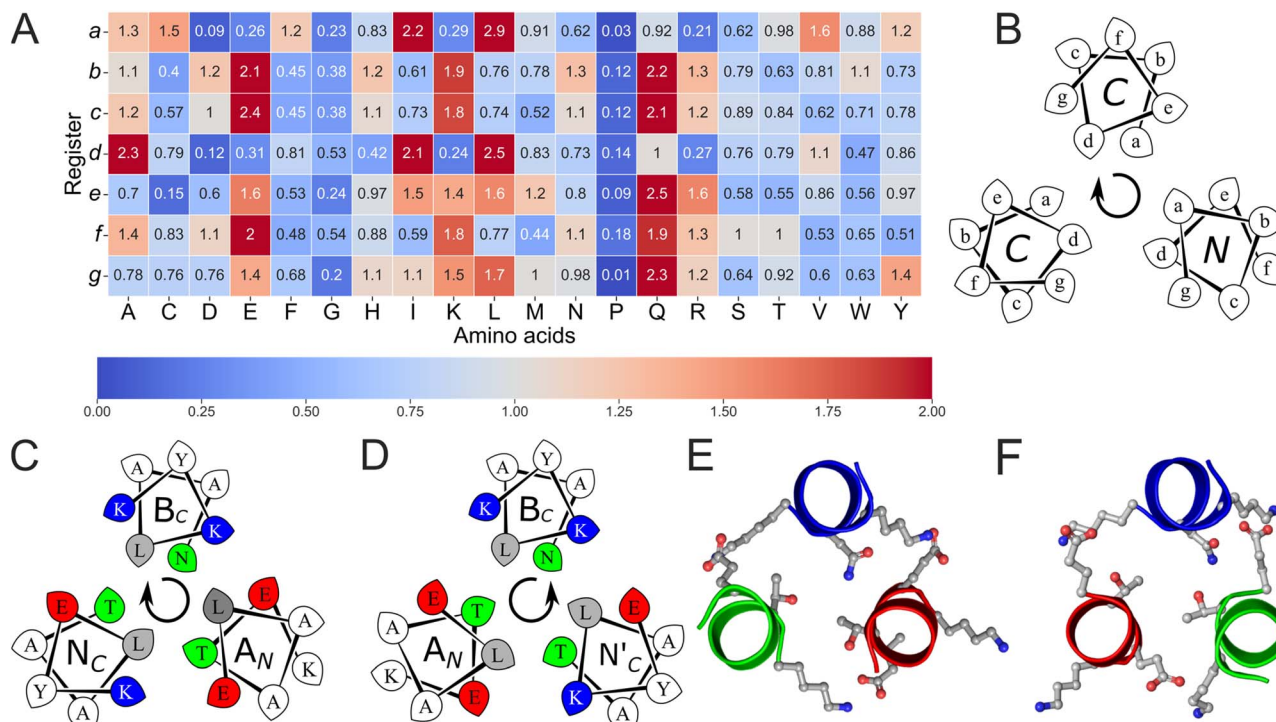 A
Register
a 1.3 1.5 0.09 0.26 1.2 0.23 0.83 2.2 0.29 2.9 0.91 0.62 0.03 0.92 0.21 0.62 0.98 1.6 0.88 1.2
b 1.1 0.4 1.2 2.1 0.45 0.38 1.2 0.61 1.9 0.76 0.78 1.3 0.12 2.2 1.3 0.79 0.63 0.81 1.1 0.73
c 1.2 0.57 1 2.4 0.45 0.38 1.1 0.73 1.8 0.74 0.52 1.1 0.12 2.1 1.2 0.89 0.84 0.62 0.71 0.78
d 2.3 0.79 0.12 0.31 0.81 0.53 0.42 2.1 0.24 2.5 0.83 0.73 0.14 1 0.27 0.76 0.79 1.1 0.47 0.86
e 0.7 0.15 0.6 1.6 0.53 0.24 0.97 1.5 1.4 1.6 1.2 0.8 0.09 2.5 1.6 0.58 0.55 0.86 0.56 0.97
f 1.4 0.83 1.1 2 0.48 0.54 0.88 0.59 1.8 0.77 0.44 1.1 0.18 1.9 1.3 1 1 0.53 0.65 0.51
g 0.78 0.76 0.76 1.4 0.68 0.2 1.1 1.1 1.5 1.7 1 0.98 0.01 2.3 1.2 0.64 0.92 0.6 0.63 1.4
A C D E F G H I K L M N P Q R S T V W Y
Amino acids
0.00 0.25 0.50 0.75 1.00 1.25 1.50 1.75 2.00
B
f
c b
g C e
d a
e a
b C d
f g
c
a b
d N e
g f
c
C
Y
A A
K B_C K
L N
E T
A N_C L
Y K
A
L E
T A_N A
E K
A
D
Y
A A
K B_C K
L N
E T
A A_N L
K E
A
L E
T N'_C A
K Y
A
E
F